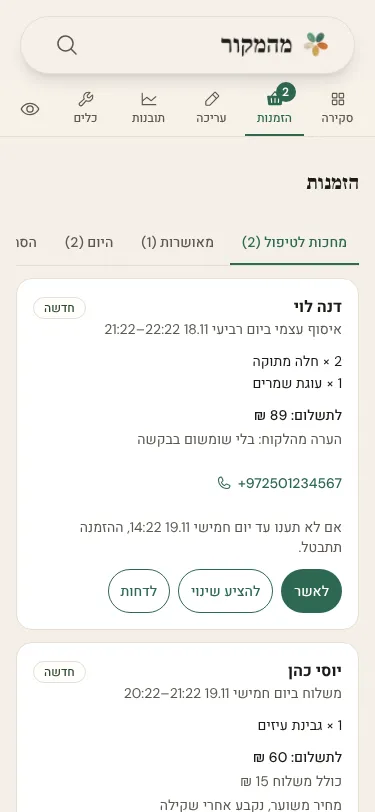 מהמקור
סקירה
2
הזמנות
עריכה
תובנות
כלים
הזמנות
מחכות לטיפול (2)
מאושרות (1)
היום (2)
דנה לוי
חדשה
איסוף עצמי ביום רביעי 18.11 21:22–22:22
2 × חלה מתוקה
1 × עוגת שמרים
לתשלום: 89 ₪
הערה מהלקוח: בלי שומשום בבקשה
+972501234567
אם לא תענו עד יום חמישי 19.11 14:22, ההזמנה
תתבטל.
לאשר
להציע שינוי
לדחות
יוסי כהן
חדשה
משלוח ביום חמישי 19.11 20:22–21:22
1 × גבינת עיזים
לתשלום: 60 ₪
כולל משלוח 15 ₪
מחיר משוער, נקבע אחרי שקילה